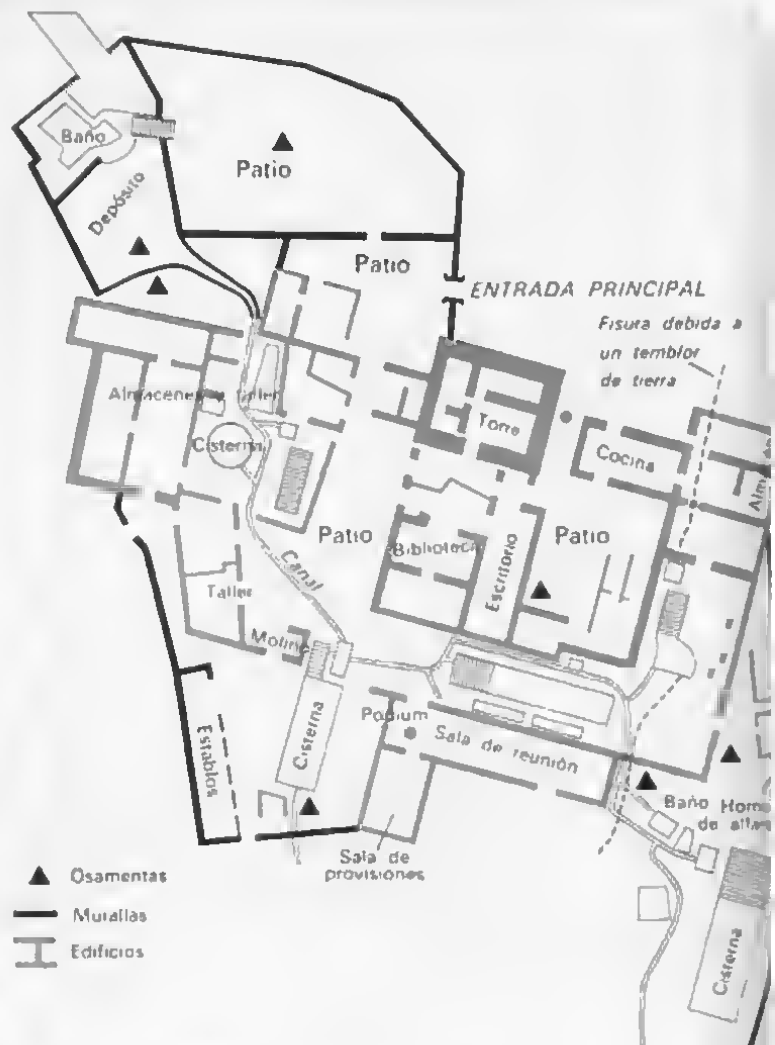 Baño
Patio
Depósito
Patio
ENTRADA PRINCIPAL
Fisura debida a
un temblor
de tierra
Almacenes y taller
Torre
Cocina
Cisterna
Patio
Biblioteca
Escritorio
Patio
Canal
Taller
Molino
Cisterna
Podium
Sala de reunión
Establos
Baño
Sala de
provisiones
Cisterna
Osamentas
Murallas
Edificios